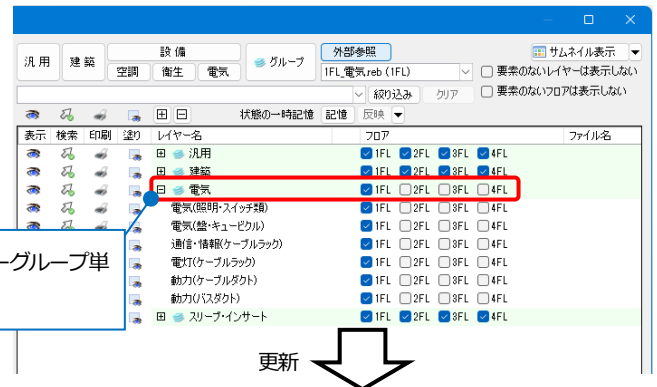 汎用 建築 設備 空調 衛生 電気 グループ 外部参照 サムネイル表示
1FL_電気.reb (1FL) 要素のないレイヤーは表示しない
絞り込み クリア 要素のないフロアは表示しない
状態の一時記憶 記憶 反映
表示 検索 印刷 塗り レイヤー名 フロア ファイル名
汎用 1FL 2FL 3FL 4FL
建築 1FL 2FL 3FL 4FL
電気 1FL 2FL 3FL 4FL
電気(照明・スイッチ類) 1FL 2FL 3FL 4FL
電気(盤・キュービクル) 1FL 2FL 3FL 4FL
通信・情報(ケーブルラック) 1FL 2FL 3FL 4FL
電灯(ケーブルラック) 1FL 2FL 3FL 4FL
動力(ケーブルダクト) 1FL 2FL 3FL 4FL
動力(バスダクト) 1FL 2FL 3FL 4FL
スリーブ・インサート 1FL 2FL 3FL 4FL
ーグループ単
更新